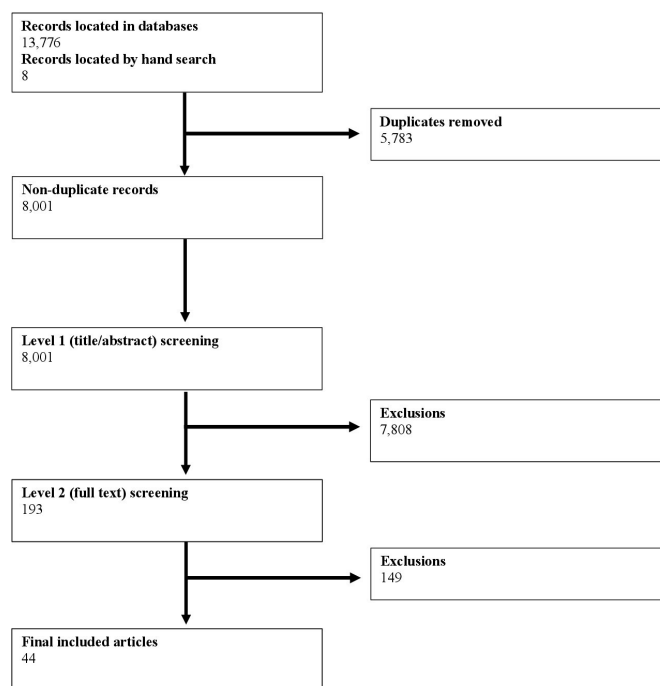 Records located in databases
13,776
Records located by hand search
8
Duplicates removed
5,783
Non-duplicate records
8,001
Level 1 (title/abstract) screening
8,001
Exclusions
7,808
Level 2 (full text) screening
193
Exclusions
149
Final included articles
44